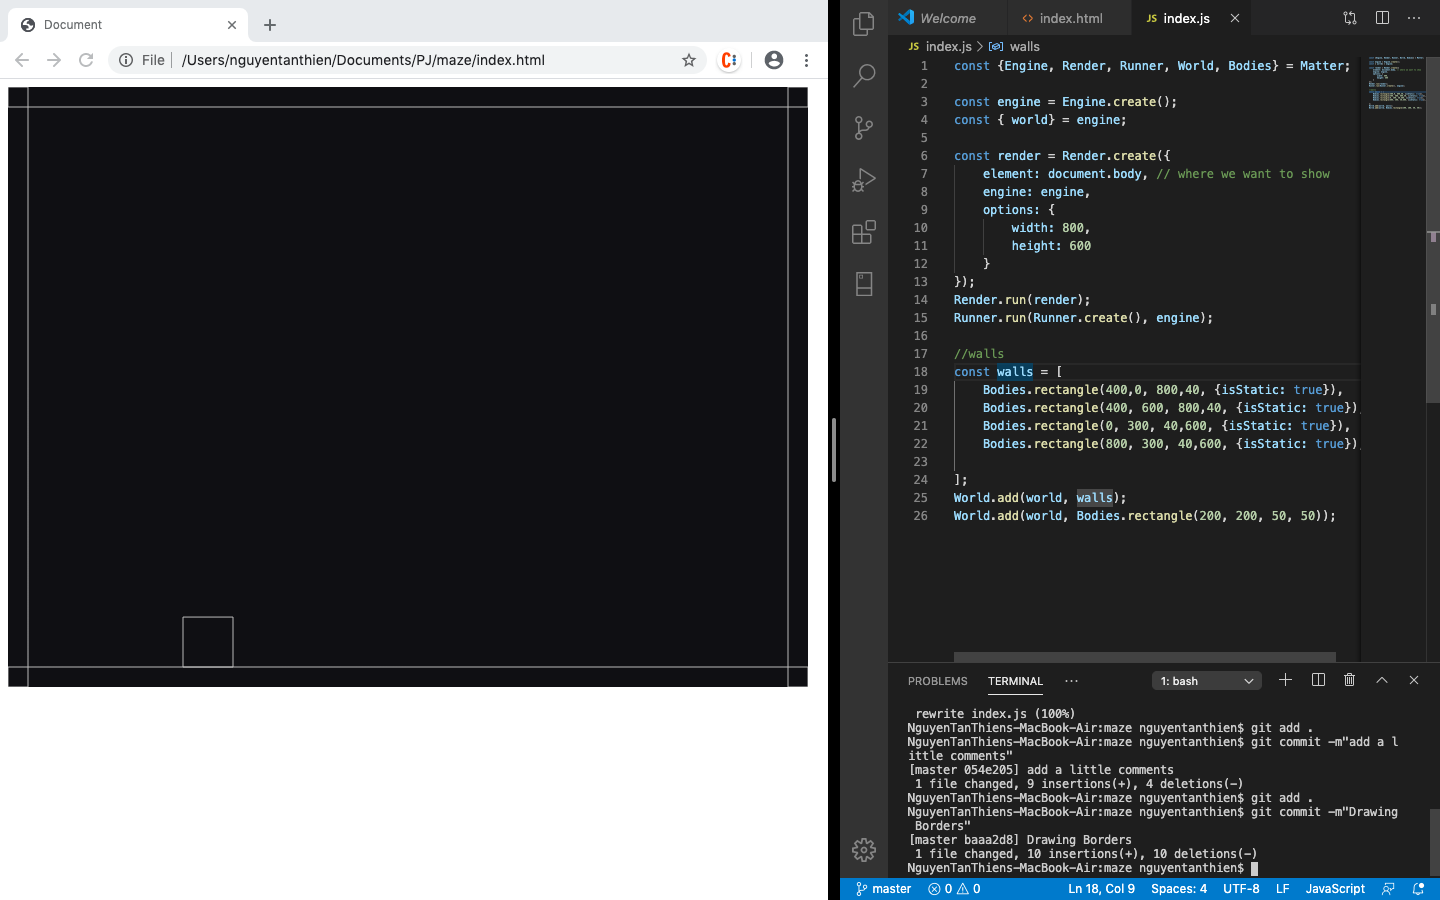 Document
File
/Users/nguyentanthien/Documents/PJ/maze/index.html
Welcome
index.html
JS index.js
JS index.js > walls
1 const {Engine, Render, Runner, World, Bodies} = Matter;
2
3 const engine = Engine.create();
4 const { world} = engine;
5
6 const render = Render.create({
7 element: document.body, // where we want to show
8 engine: engine,
9 options: {
10 width: 800,
11 height: 600
12 }
13 });
14 Render.run(render);
15 Runner.run(Runner.create(), engine);
16
17 //walls
18 const walls = [
19 Bodies.rectangle(400,0, 800,40, {isStatic: true}),
20 Bodies.rectangle(400, 600, 800,40, {isStatic: true}),
21 Bodies.rectangle(0, 300, 40,600, {isStatic: true}),
22 Bodies.rectangle(800, 300, 40,600, {isStatic: true}),
23
24 ];
25 World.add(world, walls);
26 World.add(world, Bodies.rectangle(200, 200, 50, 50));
PROBLEMS TERMINAL ··· 1: bash
rewrite index.js (100%)
NguyenTanThiens-MacBook-Air:maze nguyentanthien$ git add .
NguyenTanThiens-MacBook-Air:maze nguyentanthien$ git commit -m"add a l
ittle comments"
[master 054e205] add a little comments
1 file changed, 9 insertions(+), 4 deletions(-)
NguyenTanThiens-MacBook-Air:maze nguyentanthien$ git add .
NguyenTanThiens-MacBook-Air:maze nguyentanthien$ git commit -m"Drawing
Borders"
[master baaa2d8] Drawing Borders
1 file changed, 10 insertions(+), 10 deletions(-)
NguyenTanThiens-MacBook-Air:maze nguyentanthien$
master 0 0 Ln 18, Col 9 Spaces: 4 UTF-8 LF JavaScript